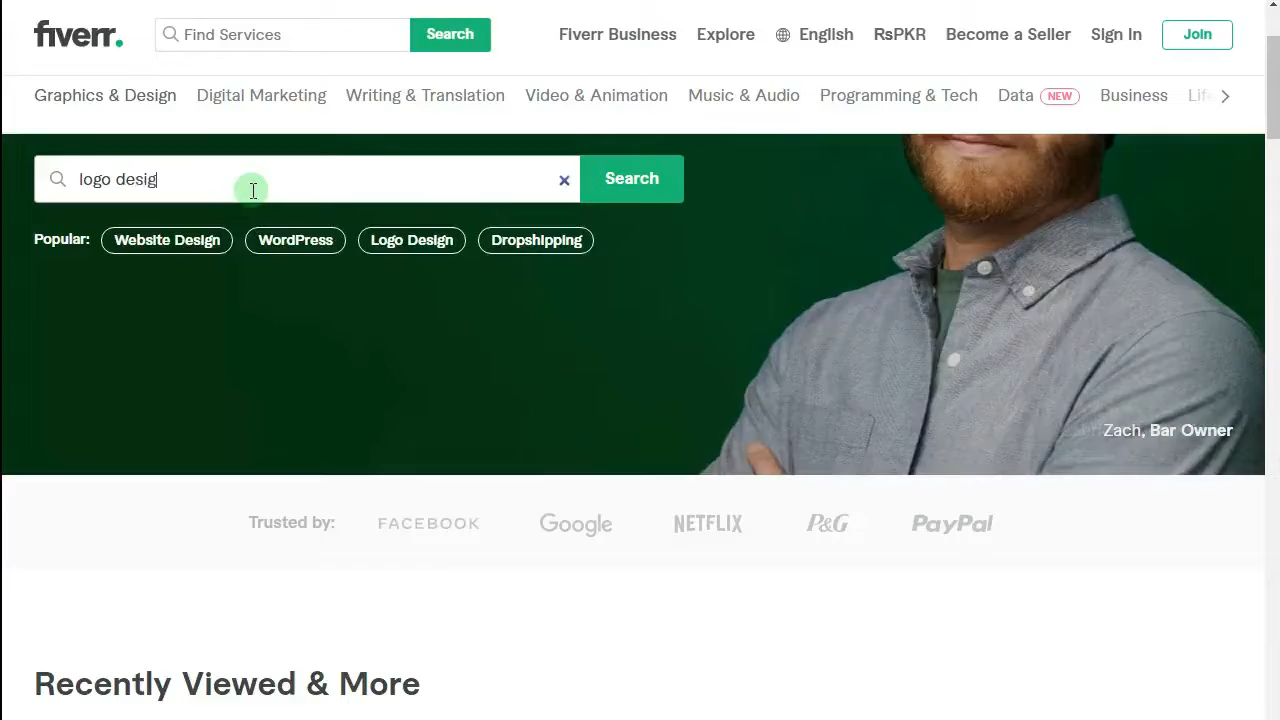 fiverr. Find Services Search Fiverr Business Explore English RsPKR Become a Seller Sign In Join
Graphics & Design Digital Marketing Writing & Translation Video & Animation Music & Audio Programming & Tech Data NEW Business Life
logo desig Search
Popular: Website Design WordPress Logo Design Dropshipping
Zach, Bar Owner
Trusted by: FACEBOOK Google NETFLIX P&G PayPal
Recently Viewed & More